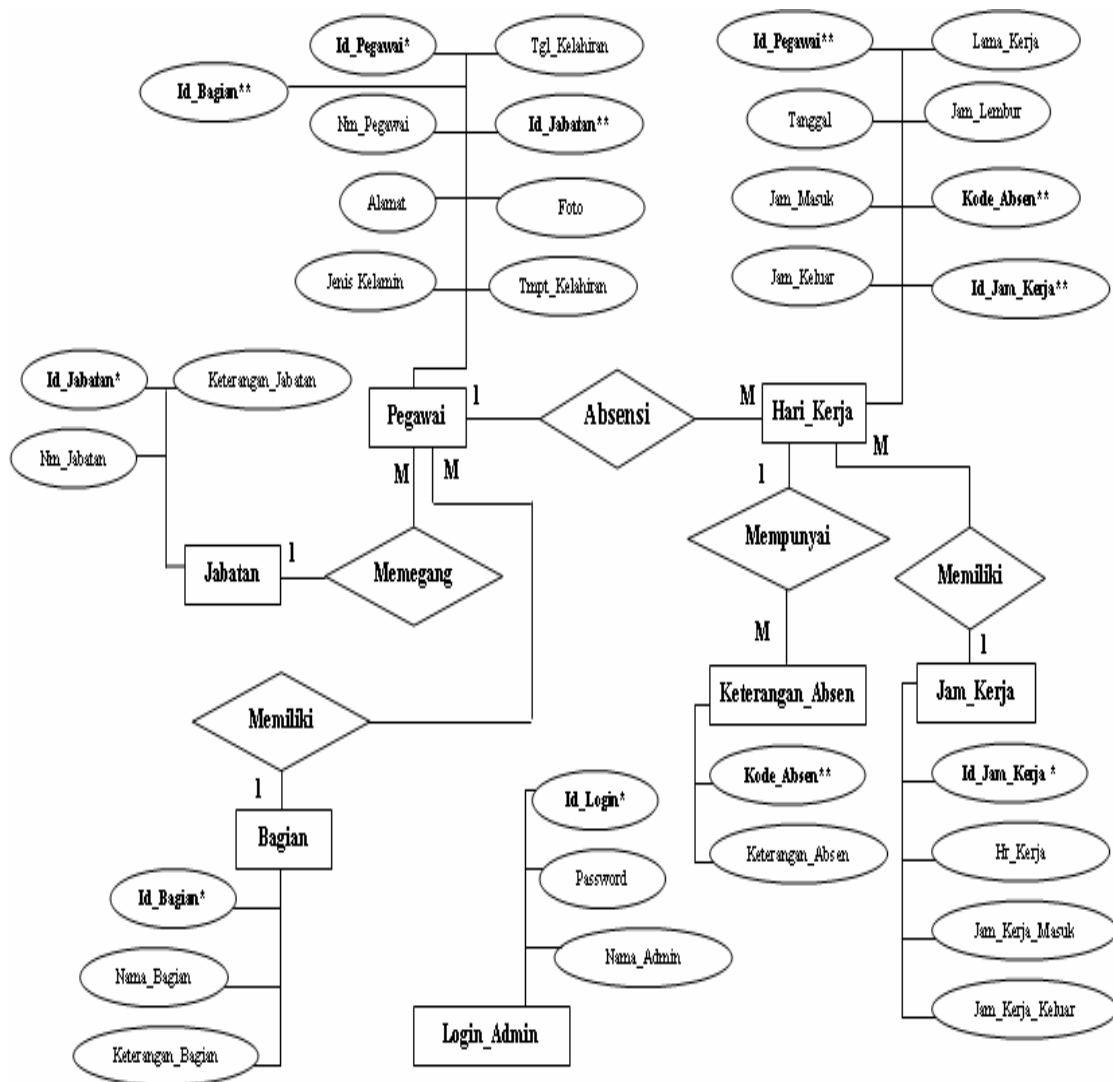 Id_Pegawai*
Tgl_Kelahiran
Id_Bagian**
Nm_Pegawai
Id_Jabatan**
Alamat
Foto
Jenis Kelamin
Tmpt_Kelahiran
Id_Pegawai**
Lama_Kerja
Tanggal
Jam_Lembur
Jam_Masuk
Kode_Absen**
Jam_Keluar
Id_Jam_Kerja**
Id_Jabatan*
Keterangan_Jabatan
Nm_Jabatan
Pegawai
1
Absensi
M
Hari_Kerja
M
M
1
M
Mempunyai
Jabatan
1
Memegang
Memiliki
M
1
Keterangan_Absen
Jam_Kerja
Memiliki
1
Bagian
Kode_Absen**
Keterangan_Absen
Id_Jam_Kerja *
Hr_Kerja
Jam_Kerja_Masuk
Jam_Kerja_Keluar
Id_Login*
Password
Nama_Admin
Login_Admin
Id_Bagian*
Nama_Bagian
Keterangan_Bagian